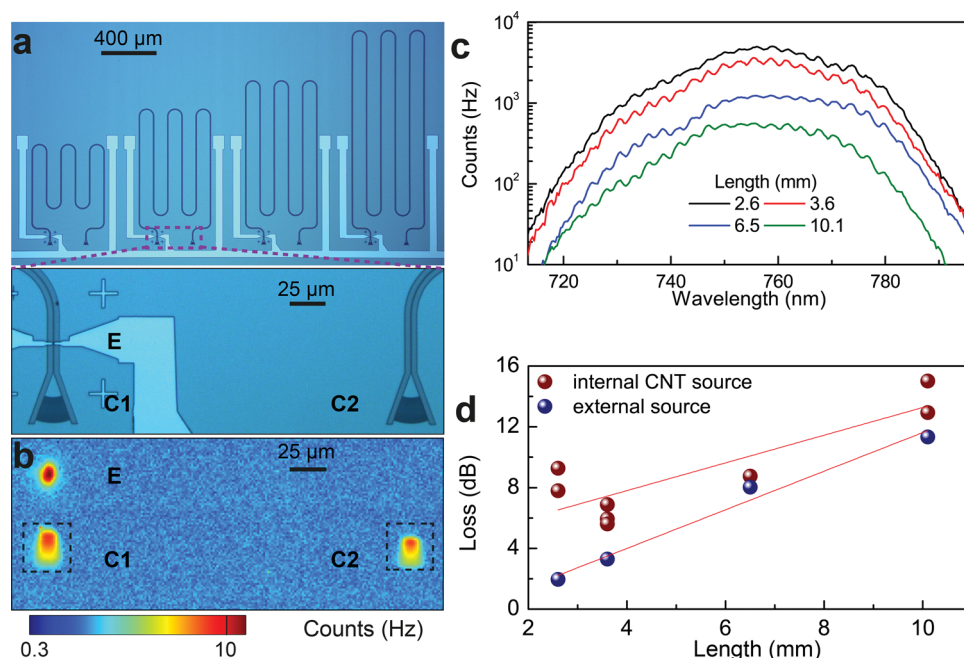 a
400 µm
25 µm
E
C1
C2
b
25 µm
E
C1
C2
0.3
10
Counts (Hz)
c
10⁴
10³
10²
10¹
Counts (Hz)
Length (mm)
2.6
3.6
6.5
10.1
720
740
760
780
Wavelength (nm)
d
16
12
8
4
0
Loss (dB)
internal CNT source
external source
2
4
6
8
10
Length (mm)